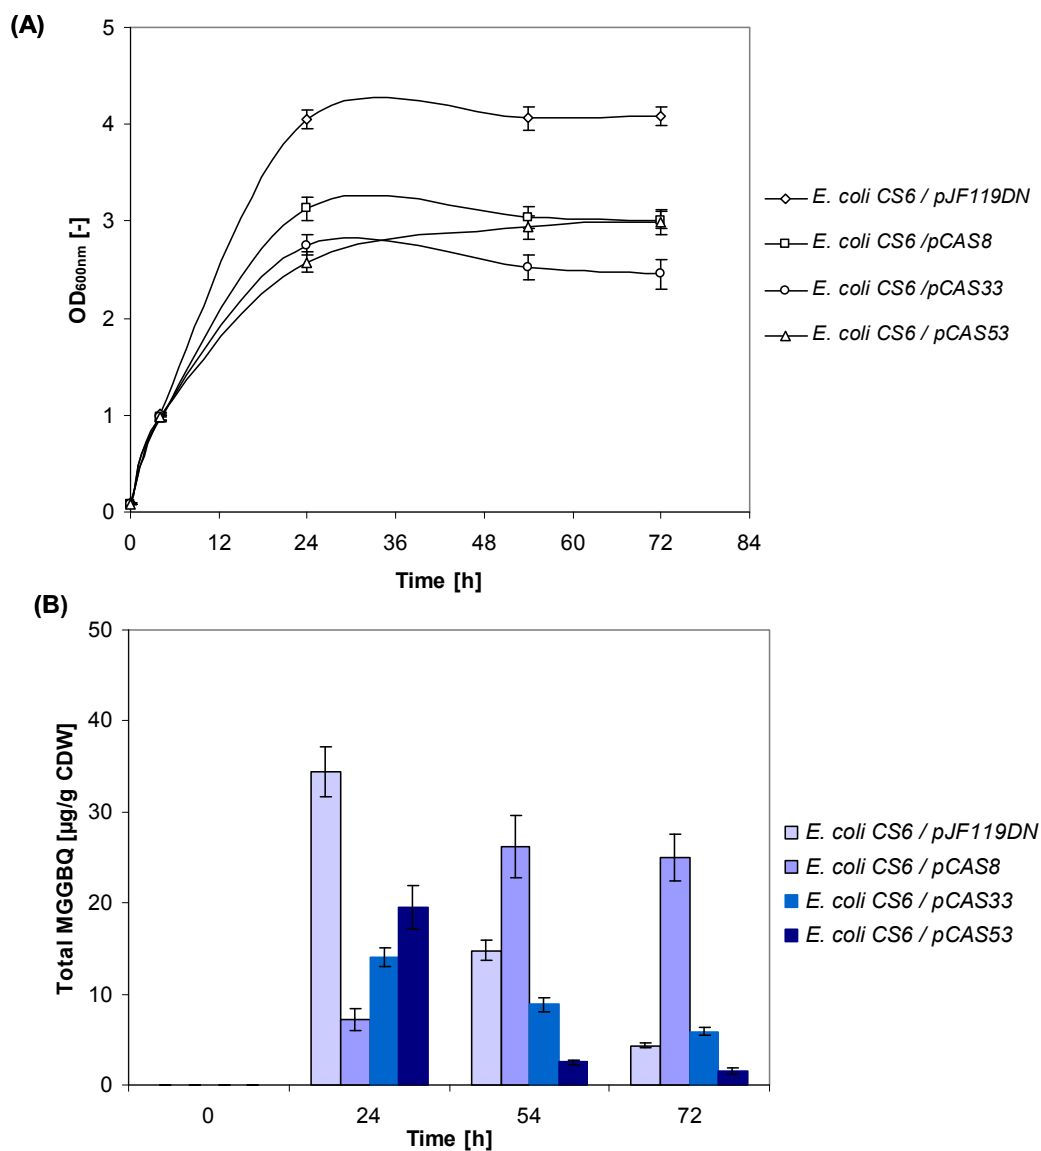 (A)
5
4
3
2
1
0
OD600nm [-]
0 12 24 36 48 60 72 84
Time [h]
E. coli CS6 / pJF119DN
E. coli CS6 /pCAS8
E. coli CS6 /pCAS33
E. coli CS6 / pCAS53
(B)
50
40
30
20
10
0
Total MGGBQ [µg/g CDW]
0 24 54 72
Time [h]
E. coli CS6 / pJF119DN
E. coli CS6 / pCAS8
E. coli CS6 / pCAS33
E. coli CS6 / pCAS53